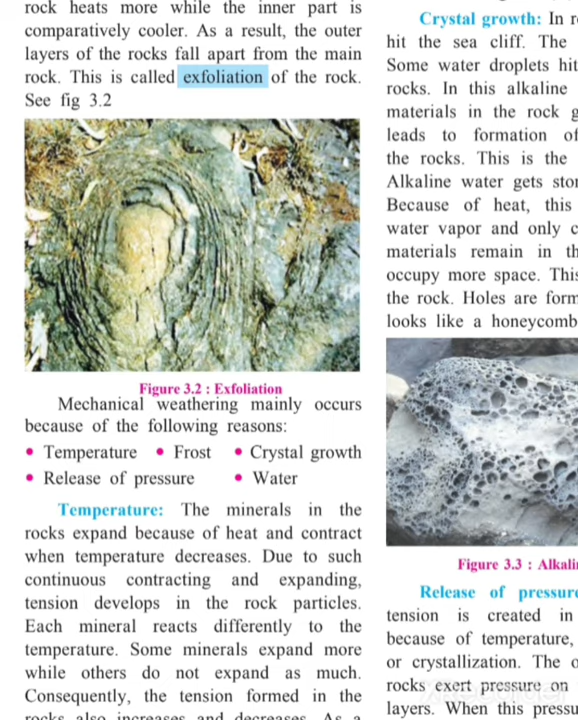 rock heats more while the inner part is
comparatively cooler. As a result, the outer
layers of the rocks fall apart from the main
rock. This is called exfoliation of the rock.
See fig 3.2
Figure 3.2 : Exfoliation
Mechanical weathering mainly occurs
because of the following reasons:
• Temperature • Frost • Crystal growth
• Release of pressure • Water
Temperature: The minerals in the
rocks expand because of heat and contract
when temperature decreases. Due to such
continuous contracting and expanding,
tension develops in the rock particles.
Each mineral reacts differently to the
temperature. Some minerals expand more
while others do not expand as much.
Consequently, the tension formed in the
rocks also increases and decreases. As a
Crystal growth: In
hit the sea cliff. The
Some water droplets hit
rocks. In this alkaline
materials in the rock
leads to formation of
the rocks. This is the
Alkaline water gets
Because of heat, this
water vapor and only
materials remain in
occupy more space. This
the rock. Holes are
looks like a honeycomb
Figure 3.3 :
Release of pressure
tension is created in
because of temperature,
or crystallization. The
rocks exert pressure on
layers. When this